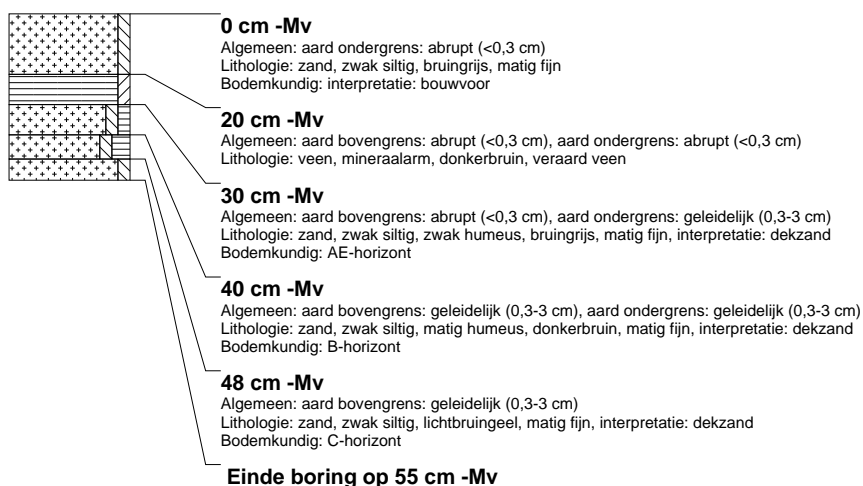 0 cm -Mv
Algemeen: aard ondergrens: abrupt (<0,3 cm)
Lithologie: zand, zwak siltig, bruingrijs, matig fijn
Bodemkundig: interpretatie: bouwvoor
20 cm -Mv
Algemeen: aard bovengrens: abrupt (<0,3 cm), aard ondergrens: abrupt (<0,3 cm)
Lithologie: veen, mineraalarm, donkerbruin, veraard veen
30 cm -Mv
Algemeen: aard bovengrens: abrupt (<0,3 cm), aard ondergrens: geleidelijk (0,3-3 cm)
Lithologie: zand, zwak siltig, zwak humeus, bruingrijs, matig fijn, interpretatie: dekzand
Bodemkundig: AE-horizont
40 cm -Mv
Algemeen: aard bovengrens: geleidelijk (0,3-3 cm), aard ondergrens: geleidelijk (0,3-3 cm)
Lithologie: zand, zwak siltig, matig humeus, donkerbruin, matig fijn, interpretatie: dekzand
Bodemkundig: B-horizont
48 cm -Mv
Algemeen: aard bovengrens: geleidelijk (0,3-3 cm)
Lithologie: zand, zwak siltig, lichtbruingeel, matig fijn, interpretatie: dekzand
Bodemkundig: C-horizont
Einde boring op 55 cm -Mv